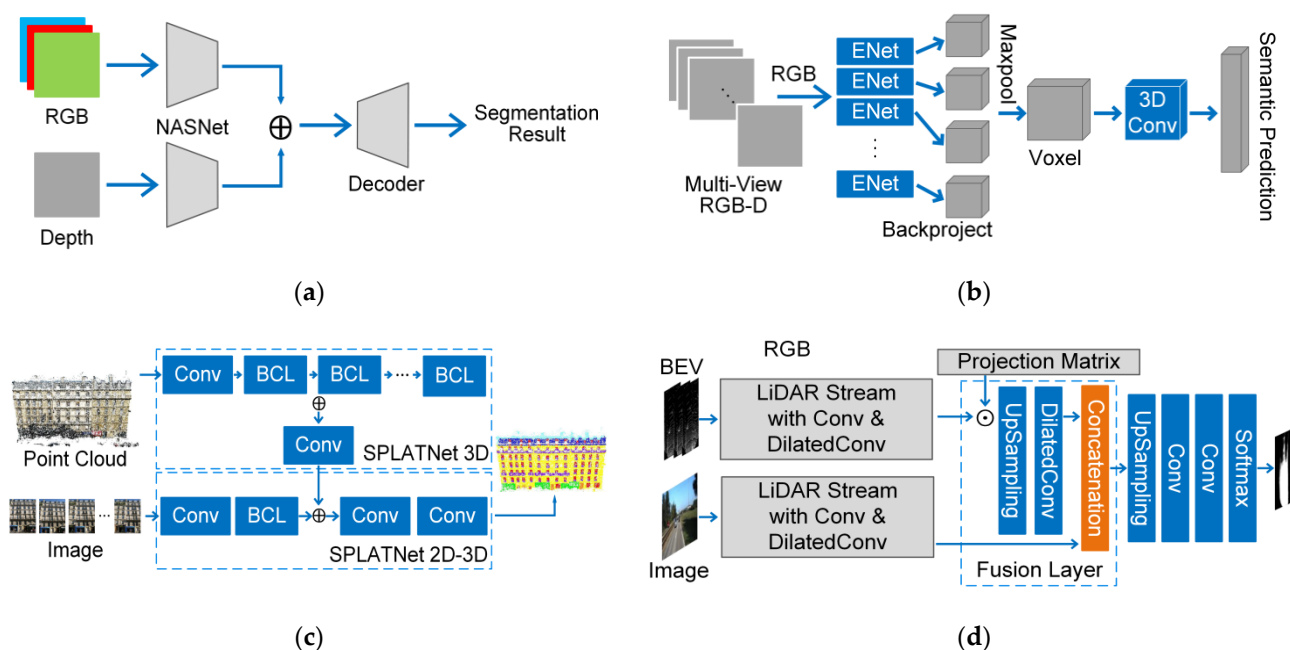 RGB
NASNet
Depth
⊕
Decoder
Segmentation
Result
(a)
Multi-View
RGB-D
RGB
ENet
ENet
ENet
ENet
Backproject
Maxpool
Voxel
3D
Conv
Semantic Prediction
(b)
Point Cloud
Conv
BCL
BCL
...
BCL
⊕
Conv
SPLATNet 3D
...
Image
Conv
BCL
⊕
Conv
Conv
SPLATNet 2D-3D
(c)
RGB
BEV
LiDAR Stream
with Conv &
DilatedConv
Image
LiDAR Stream
with Conv &
DilatedConv
Projection Matrix
UpSampling
DilatedConv
Concatenation
Fusion Layer
UpSampling
Conv
Conv
Softmax
(d)